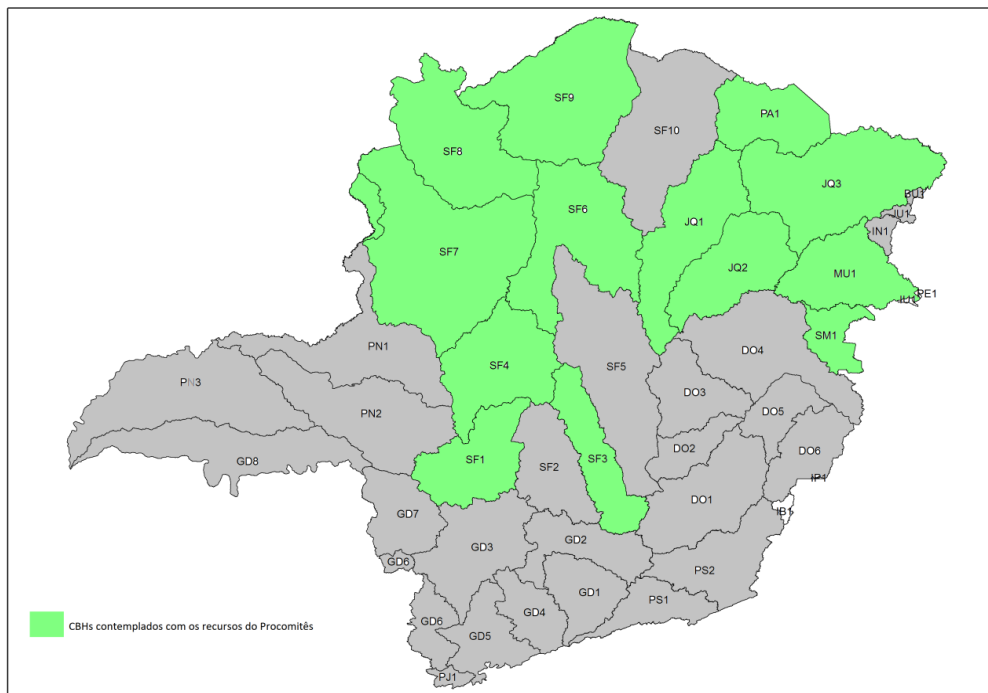 SF9
PA1
SF10
SF8
JQ3
BU1
SF6
JU1
JQ1
IN1
SF7
JQ2
MU1
PE1
IU1
SM1
PN1
DO4
SF4
SF5
PN3
DO3
PN2
DO5
DO2
DO6
SF1
SF3
SF2
GD8
IP1
DO1
IB1
GD7
GD2
GD3
GD6
PS2
GD1
PS1
GD4
GD6
CBHs contemplados com os recursos do Procomitês
GD5
PJ1